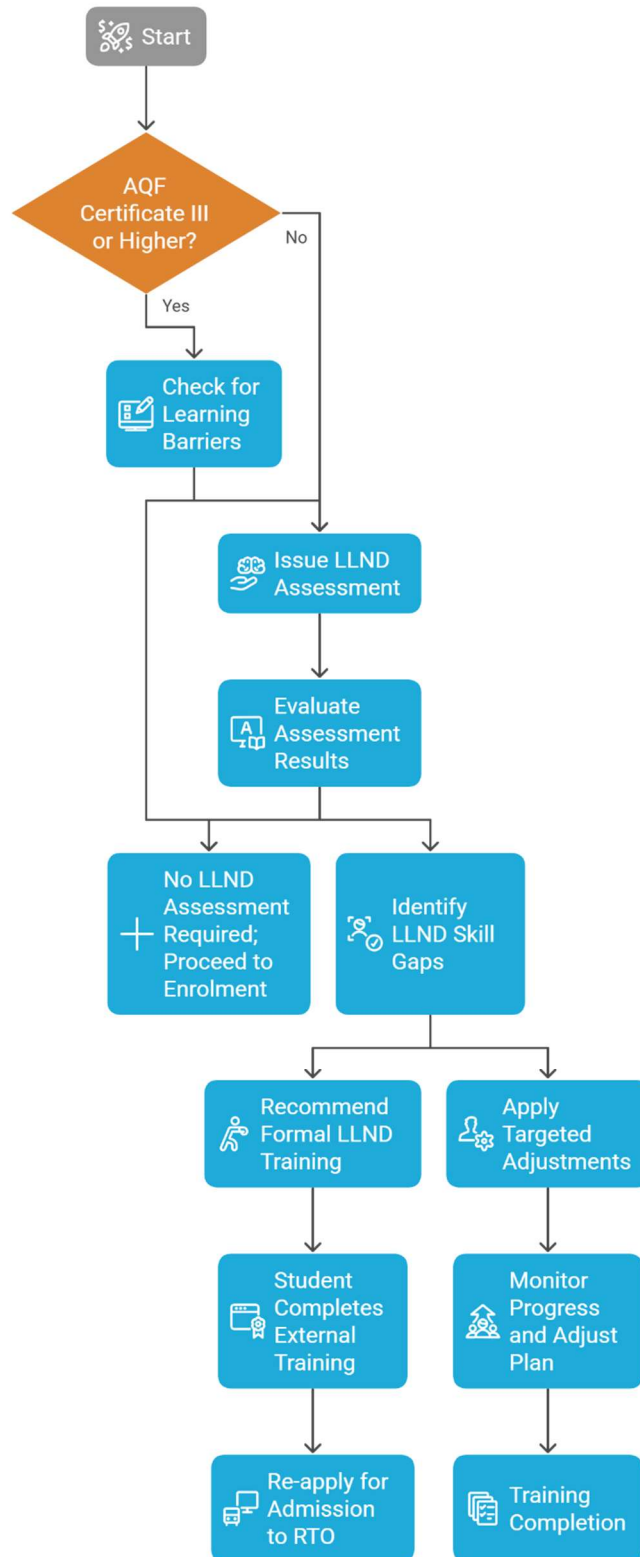 Start
AQF
Certificate III
or Higher?
No
Yes
Check for
Learning
Barriers
Issue LLND
Assessment
A
Evaluate
Assessment
Results
No LLND
Assessment
Required;
Proceed to
Enrolment
Identify
LLND Skill
Gaps
Recommend
Formal LLND
Training
Apply
Targeted
Adjustments
Student
Completes
External
Training
Monitor
Progress
and Adjust
Plan
Re-apply for
Admission
to RTO
Training
Completion